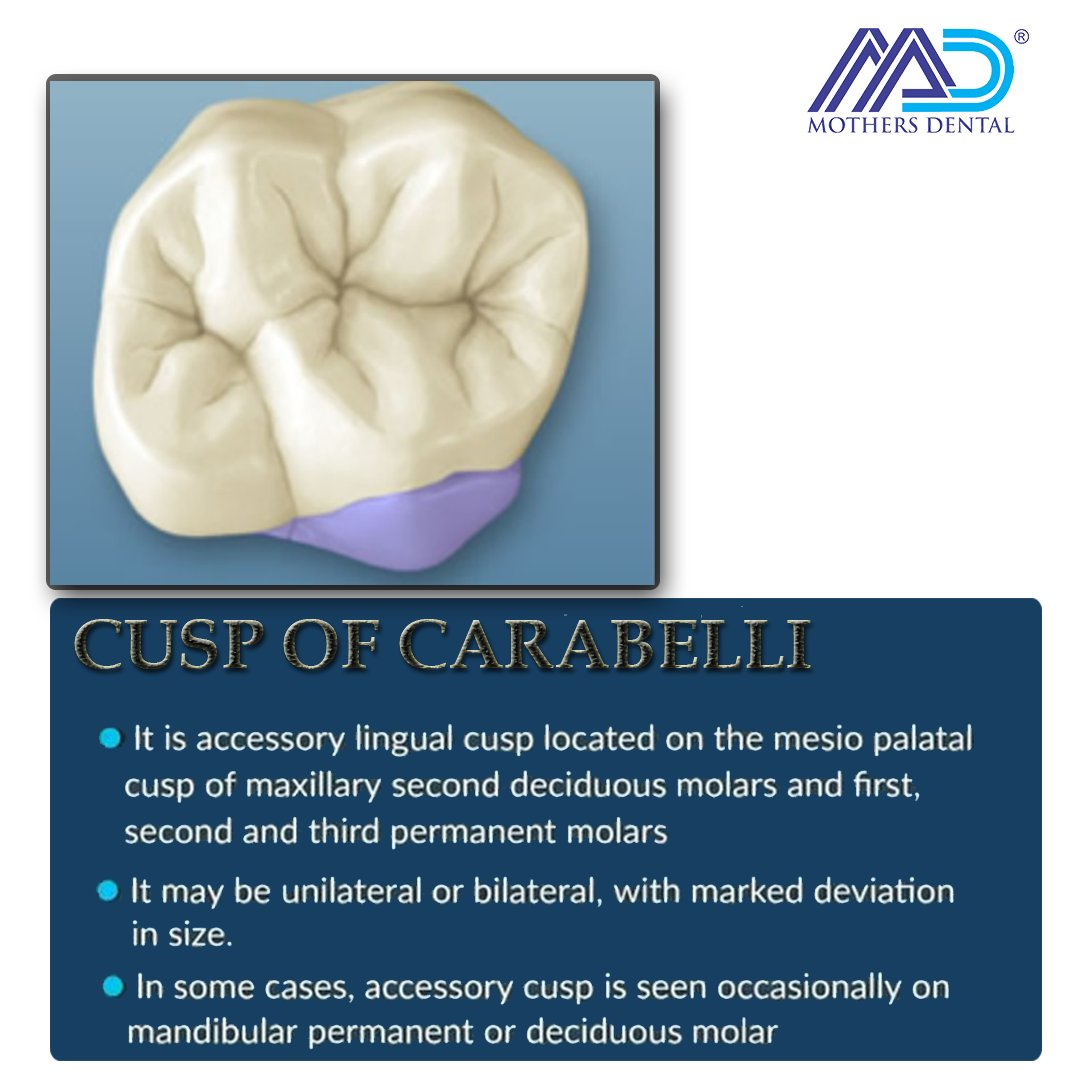 ®
MOTHERS DENTAL
CUSP OF CARABELLI
It is accessory lingual cusp located on the mesio palatal
cusp of maxillary second deciduous molars and first,
second and third permanent molars
It may be unilateral or bilateral, with marked deviation
in size.
In some cases, accessory cusp is seen occasionally on
mandibular permanent or deciduous molar